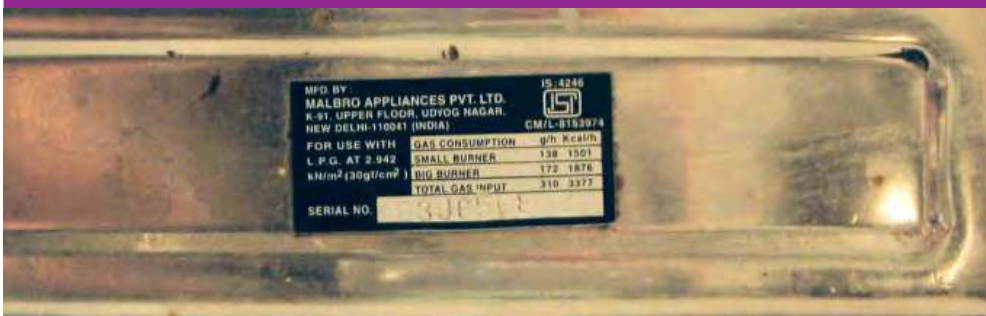 MFD. BY :
MALBRO APPLIANCES PVT. LTD.
K-91, UPPER FLOOR, UDYOG NAGAR,
NEW DELHI-110041 (INDIA)
IS:4246
ISI
CM/L-8153974
FOR USE WITH
L.P.G. AT 2.942
kN/m² (30gf/cm²)
GAS CONSUMPTION g/h Kcal/h
SMALL BURNER 138 1501
BIG BURNER 172 1876
TOTAL GAS INPUT 310 3377
SERIAL NO.